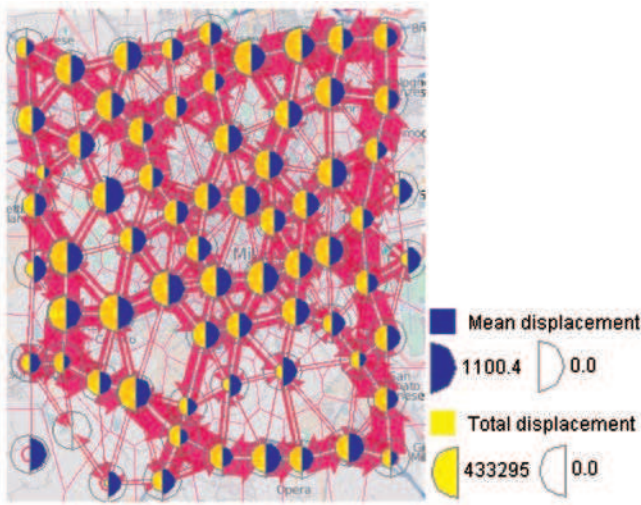 Mean displacement
1100.4
0.0
Total displacement
433295
0.0
Opera